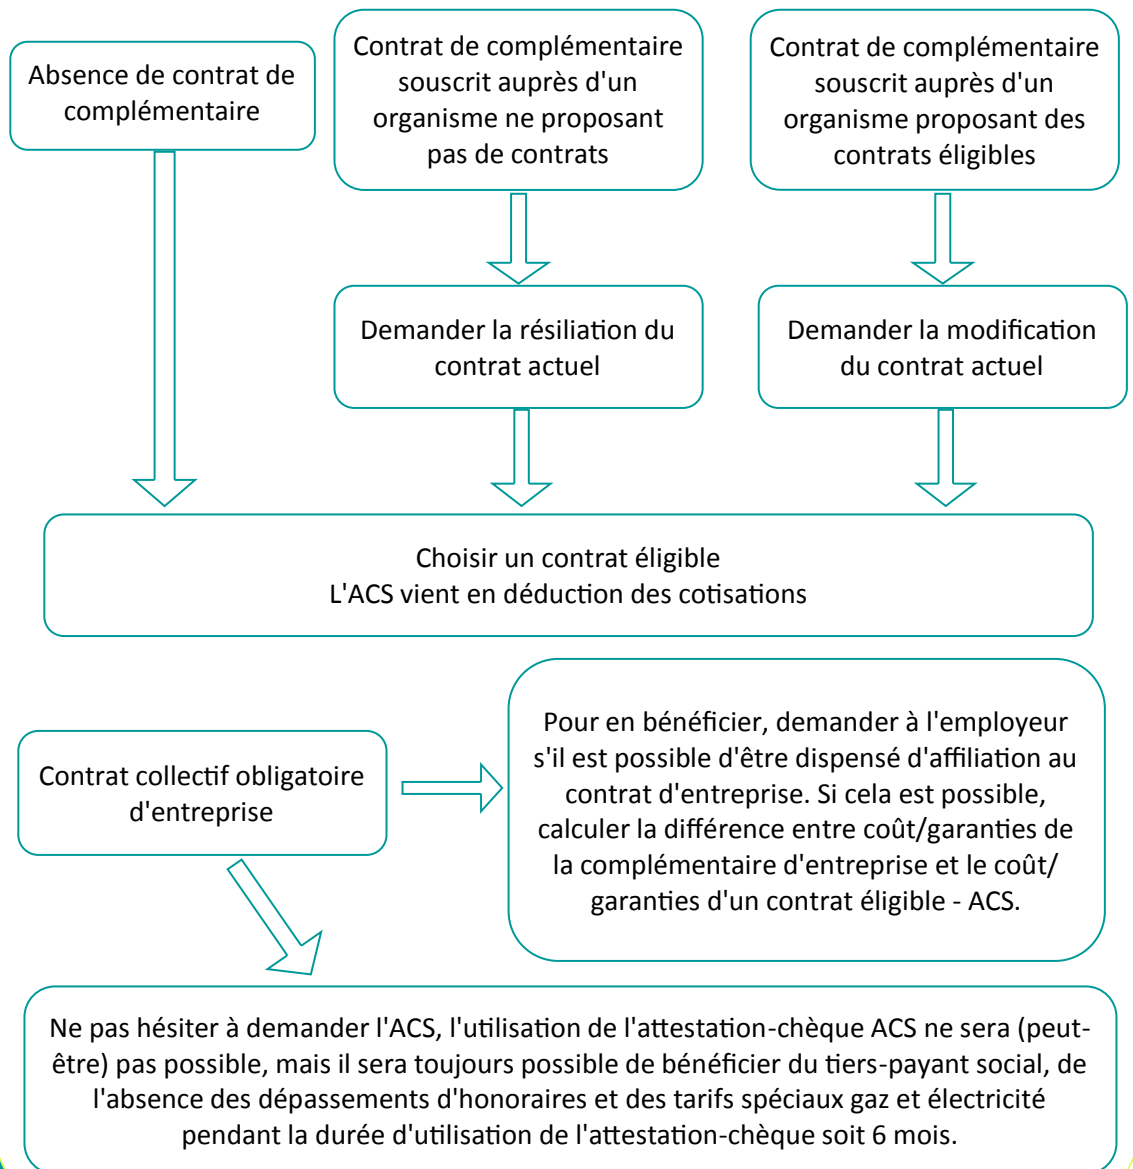 Absence de contrat de
complémentaire
Contrat de complémentaire
souscrit auprès d'un
organisme ne proposant
pas de contrats
Contrat de complémentaire
souscrit auprès d'un
organisme proposant des
contrats éligibles
Demander la résiliation du
contrat actuel
Demander la modification
du contrat actuel
Choisir un contrat éligible
L'ACS vient en déduction des cotisations
Contrat collectif obligatoire
d'entreprise
Pour en bénéficier, demander à l'employeur
s'il est possible d'être dispensé d'affiliation au
contrat d'entreprise. Si cela est possible,
calculer la différence entre coût/garanties de
la complémentaire d'entreprise et le coût/
garanties d'un contrat éligible - ACS.
Ne pas hésiter à demander l'ACS, l'utilisation de l'attestation-chèque ACS ne sera (peut-
être) pas possible, mais il sera toujours possible de bénéficier du tiers-payant social, de
l'absence des dépassements d'honoraires et des tarifs spéciaux gaz et électricité
pendant la durée d'utilisation de l'attestation-chèque soit 6 mois.